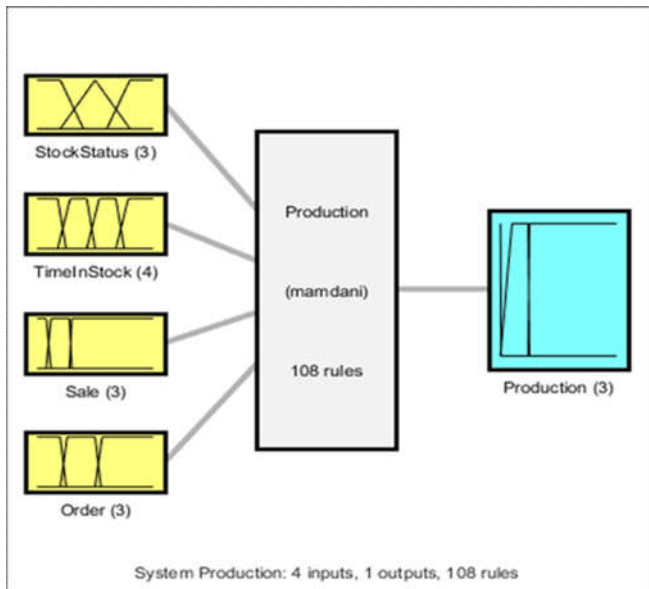 StockStatus (3)
TimeInStock (4)
Sale (3)
Order (3)
Production
(mamdani)
108 rules
Production (3)
System Production: 4 inputs, 1 outputs, 108 rules